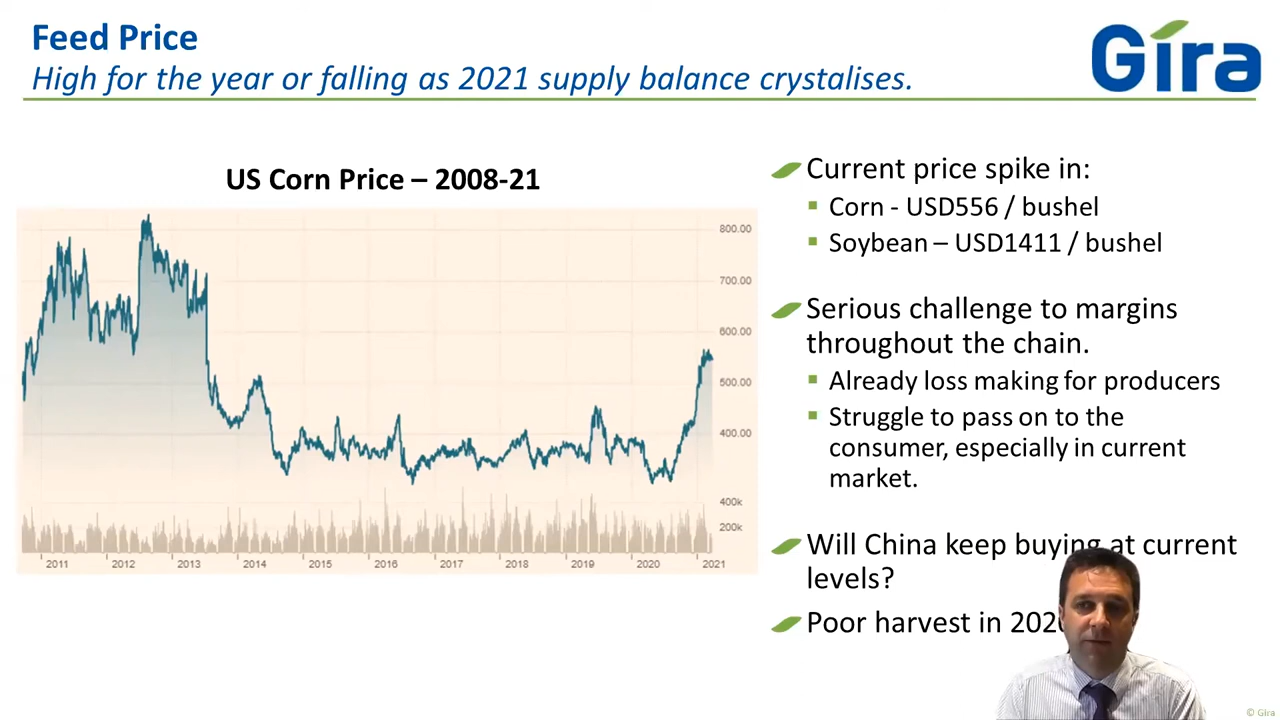 Feed Price
High for the year or falling as 2021 supply balance crystalises.
Gira
US Corn Price – 2008-21
800.00
700.00
600.00
500.00
400.00
400k
200k
2011 2012 2013 2014 2015 2016 2017 2018 2019 2020 2021
Current price spike in:
Corn - USD556 / bushel
Soybean – USD1411 / bushel
Serious challenge to margins
throughout the chain.
Already loss making for producers
Struggle to pass on to the
consumer, especially in current
market.
Will China keep buying at current
levels?
Poor harvest in
© Gira